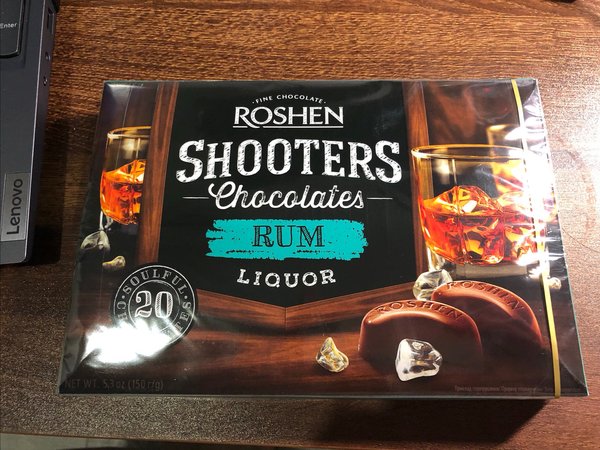 Enter
Lenovo
·FINE CHOCOLATE·
ROSHEN
SHOOTERS
Chocolates
RUM
LIQUOR
SOULFUL
20
ROSHEN
ROSHEN
NET WT. 5.3 oz (150 г/g)